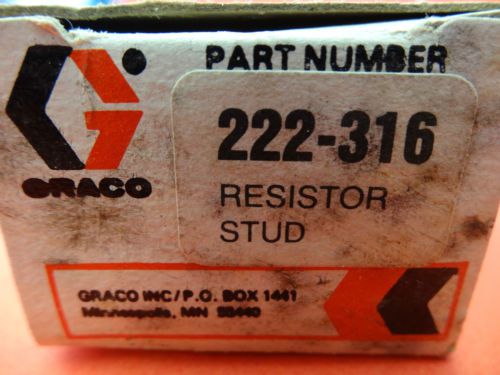 GRACO
PART NUMBER
222-316
RESISTOR
STUD
GRACO INC/P.O. BOX 1441
Minneapolis, MN 55440